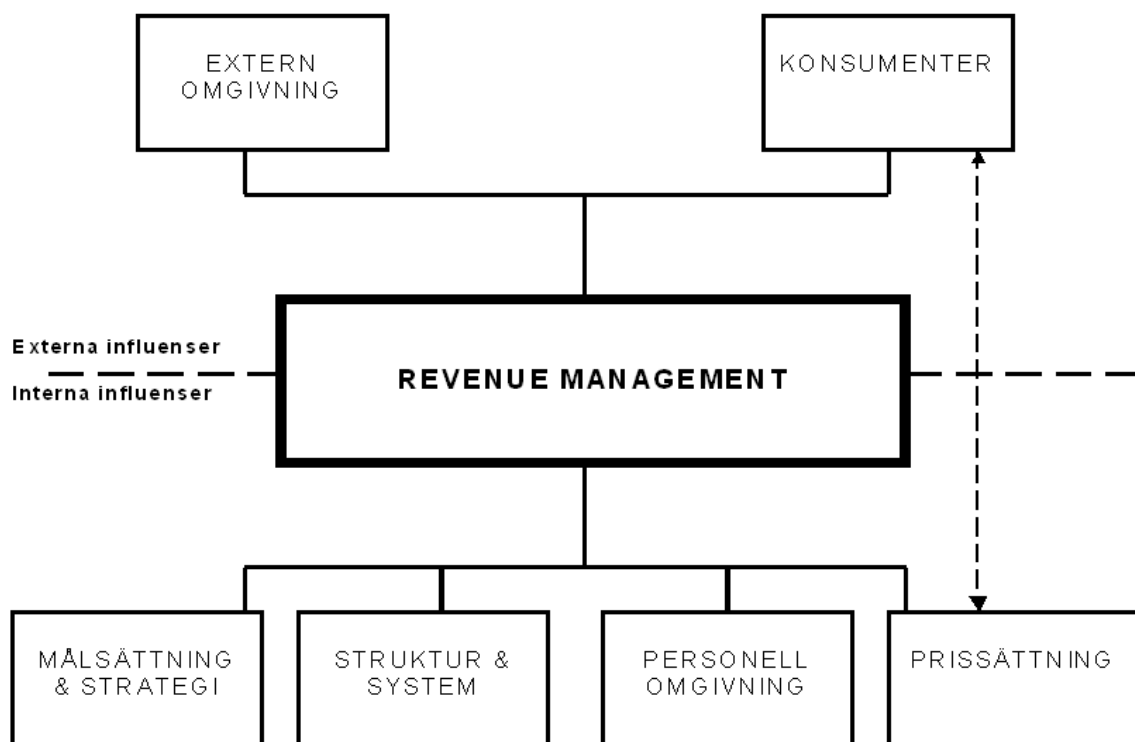 EXTERN
OMGIVNING
KONSUMENTER
Externa influenser
REVENUE MANAGEMENT
Interna influenser
MÅLSÄTTNING
& STRATEGI
STRUKTUR &
SYSTEM
PERSONELL
OMGIVNING
PRISSÄTTNING